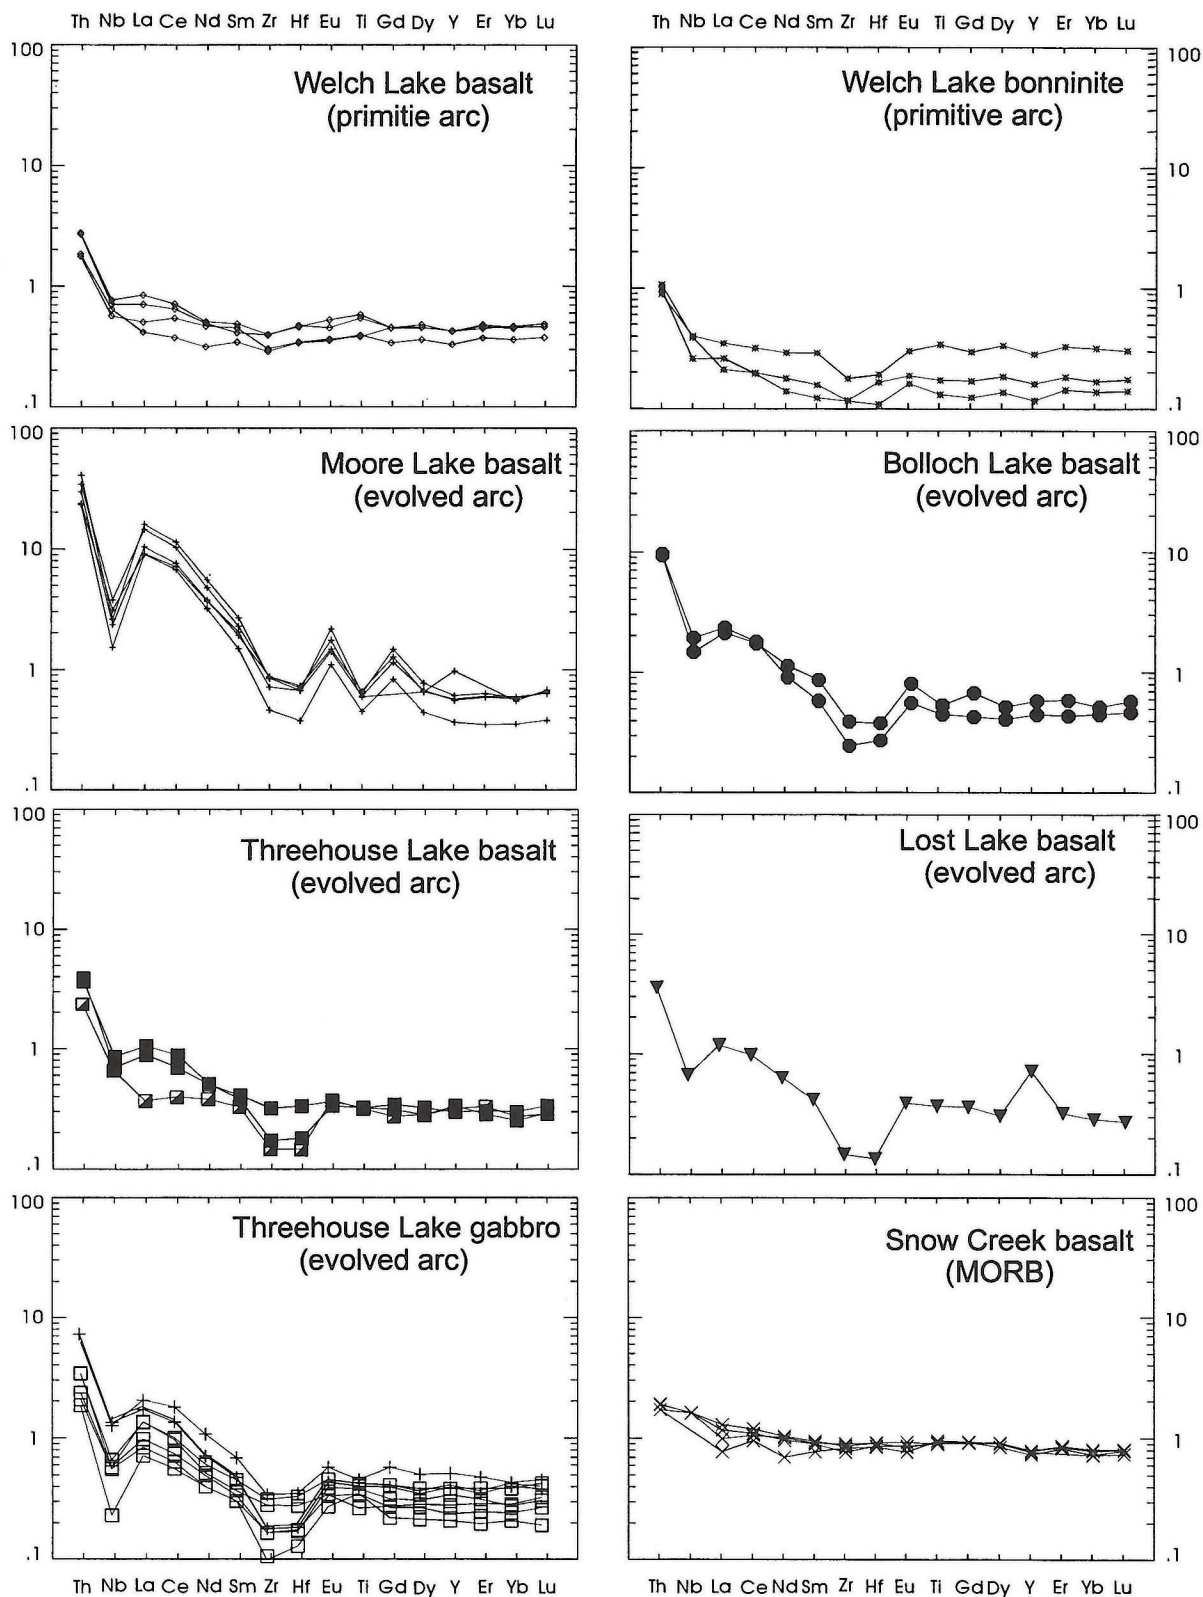 Th Nb La Ce Nd Sm Zr Hf Eu Ti Gd Dy Y Er Yb Lu
Th Nb La Ce Nd Sm Zr Hf Eu Ti Gd Dy Y Er Yb Lu
100
10
1
.1
Welch Lake basalt
(primitie arc)
100
10
1
.1
Welch Lake bonninite
(primitive arc)
100
10
1
.1
Moore Lake basalt
(evolved arc)
100
10
1
.1
Bolloch Lake basalt
(evolved arc)
100
10
1
.1
Threehouse Lake basalt
(evolved arc)
100
10
1
.1
Lost Lake basalt
(evolved arc)
100
10
1
.1
Threehouse Lake gabbro
(evolved arc)
100
10
1
.1
Snow Creek basalt
(MORB)
100
10
1
.1
Th Nb La Ce Nd Sm Zr Hf Eu Ti Gd Dy Y Er Yb Lu
Th Nb La Ce Nd Sm Zr Hf Eu Ti Gd Dy Y Er Yb Lu